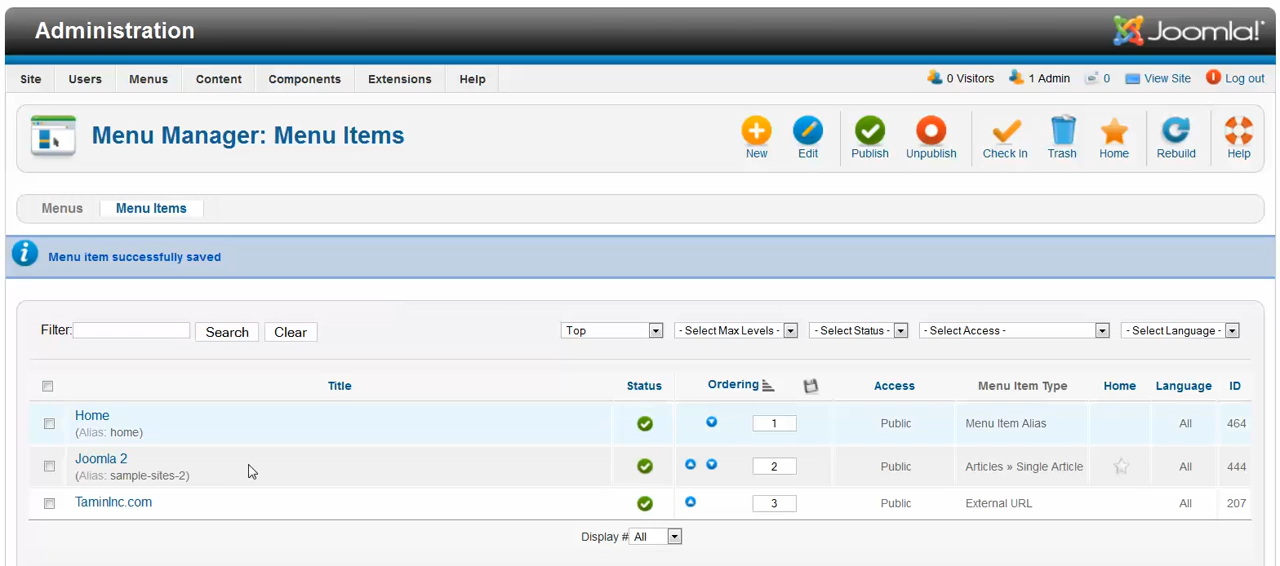 Administration
Joomla!
Site Users Menus Content Components Extensions Help 0 Visitors 1 Admin 0 View Site Log out
Menu Manager: Menu Items
New Edit Publish Unpublish Check In Trash Home Rebuild Help
Menus Menu Items
Menu item successfully saved
Filter: Search Clear Top - Select Max Levels - - Select Status - - Select Access - - Select Language -
Title Status Ordering Access Menu Item Type Home Language ID
Home 1 Public Menu Item Alias All 464
(Alias: home)
Joomla 2 2 Public Articles » Single Article All 444
(Alias: sample-sites-2)
TaminInc.com 3 Public External URL All 207
Display # All